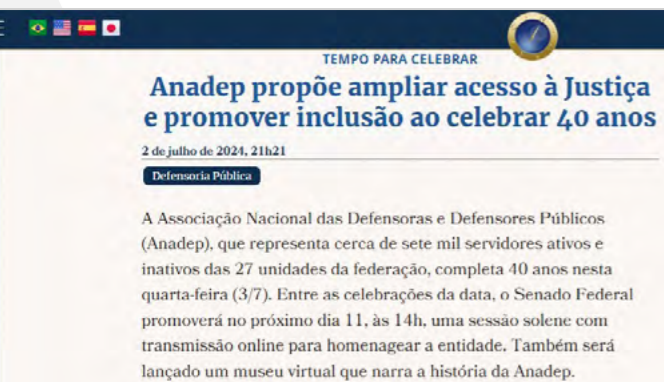 TEMPO PARA CELEBRAR
Anadep propõe ampliar acesso à Justiça
e promover inclusão ao celebrar 40 anos
2 de julho de 2024, 21h21
Defensoria Pública
A Associação Nacional das Defensoras e Defensores Públicos
(Anadep), que representa cerca de sete mil servidores ativos e
inativos das 27 unidades da federação, completa 40 anos nesta
quarta-feira (3/7). Entre as celebrações da data, o Senado Federal
promoverá no próximo dia 11, às 14h, uma sessão solene com
transmissão online para homenagear a entidade. Também será
lançado um museu virtual que narra a história da Anadep.